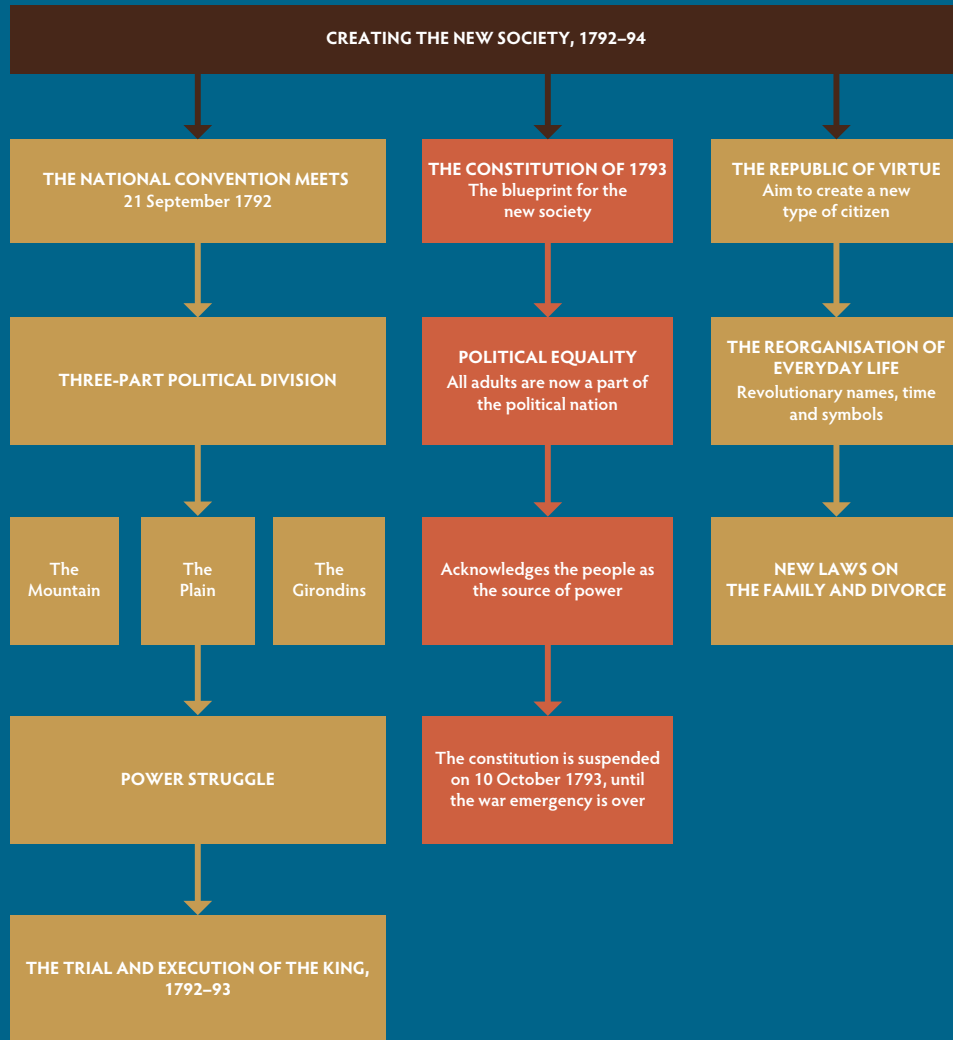 CREATING THE NEW SOCIETY, 1792–94
THE NATIONAL CONVENTION MEETS
21 September 1792
THREE-PART POLITICAL DIVISION
The
Mountain
The
Plain
The
Girondins
POWER STRUGGLE
THE TRIAL AND EXECUTION OF THE KING,
1792–93
THE CONSTITUTION OF 1793
The blueprint for the
new society
POLITICAL EQUALITY
All adults are now a part of
the political nation
Acknowledges the people as
the source of power
The constitution is suspended
on 10 October 1793, until
the war emergency is over
THE REPUBLIC OF VIRTUE
Aim to create a new
type of citizen
THE REORGANISATION OF
EVERYDAY LIFE
Revolutionary names, time
and symbols
NEW LAWS ON
THE FAMILY AND DIVORCE